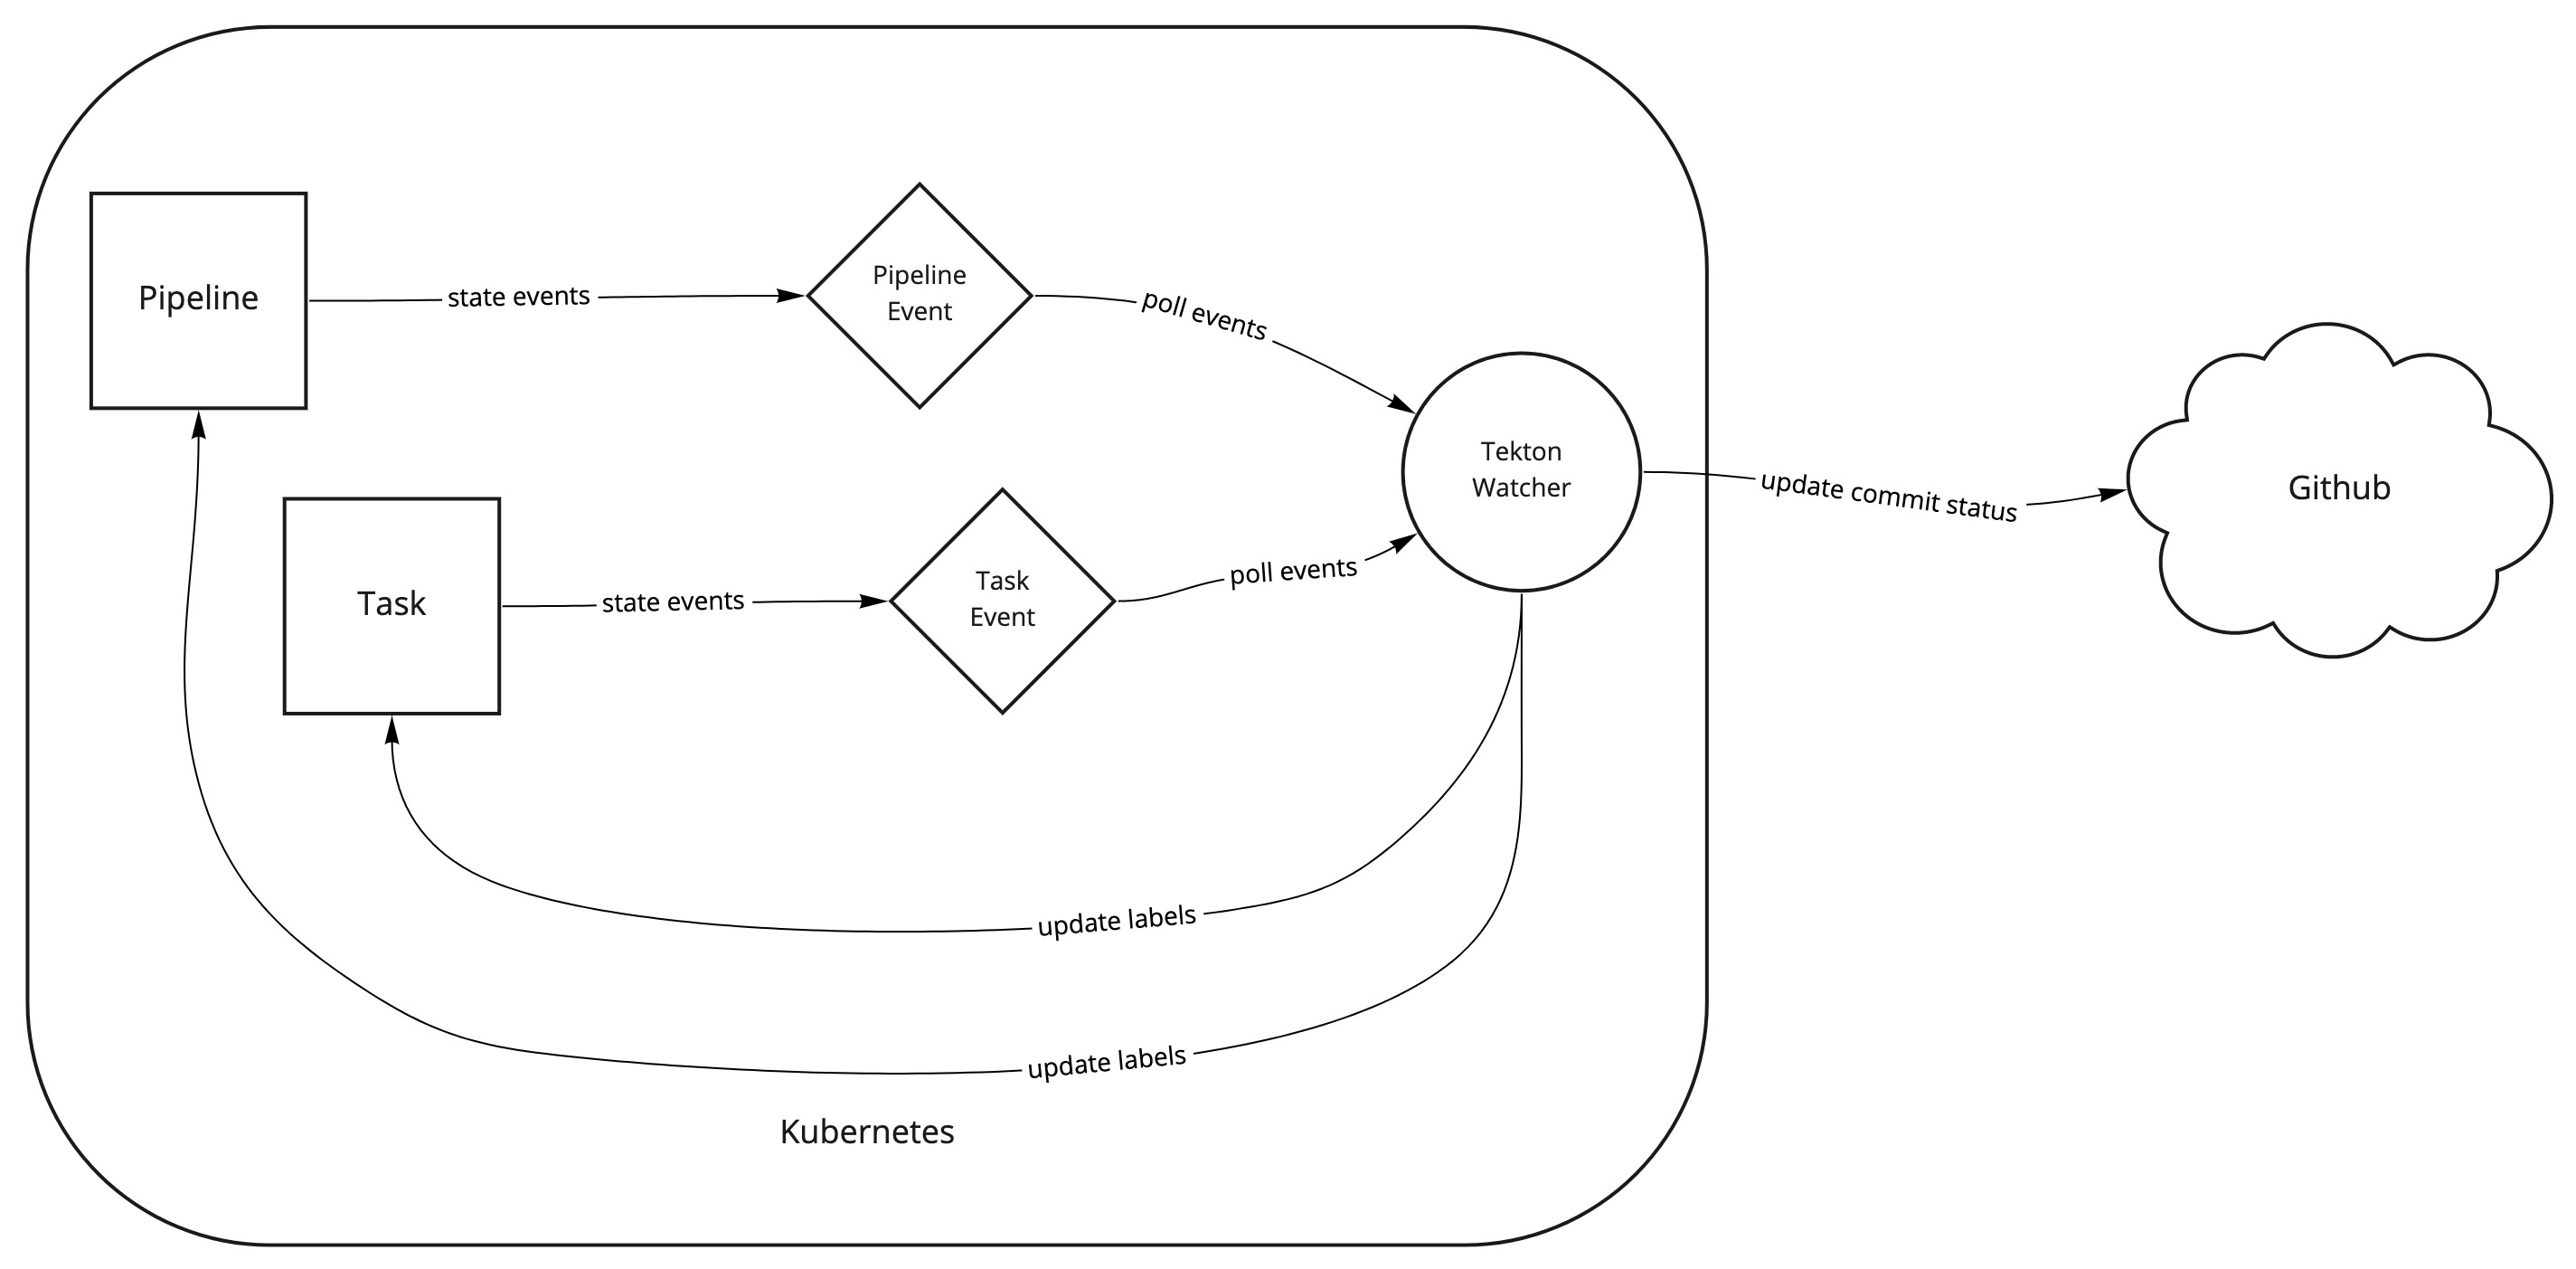 Pipeline
state events
Pipeline
Event
poll events
Tekton
Watcher
update commit status
Github
Task
state events
Task
Event
poll events
update labels
update labels
Kubernetes